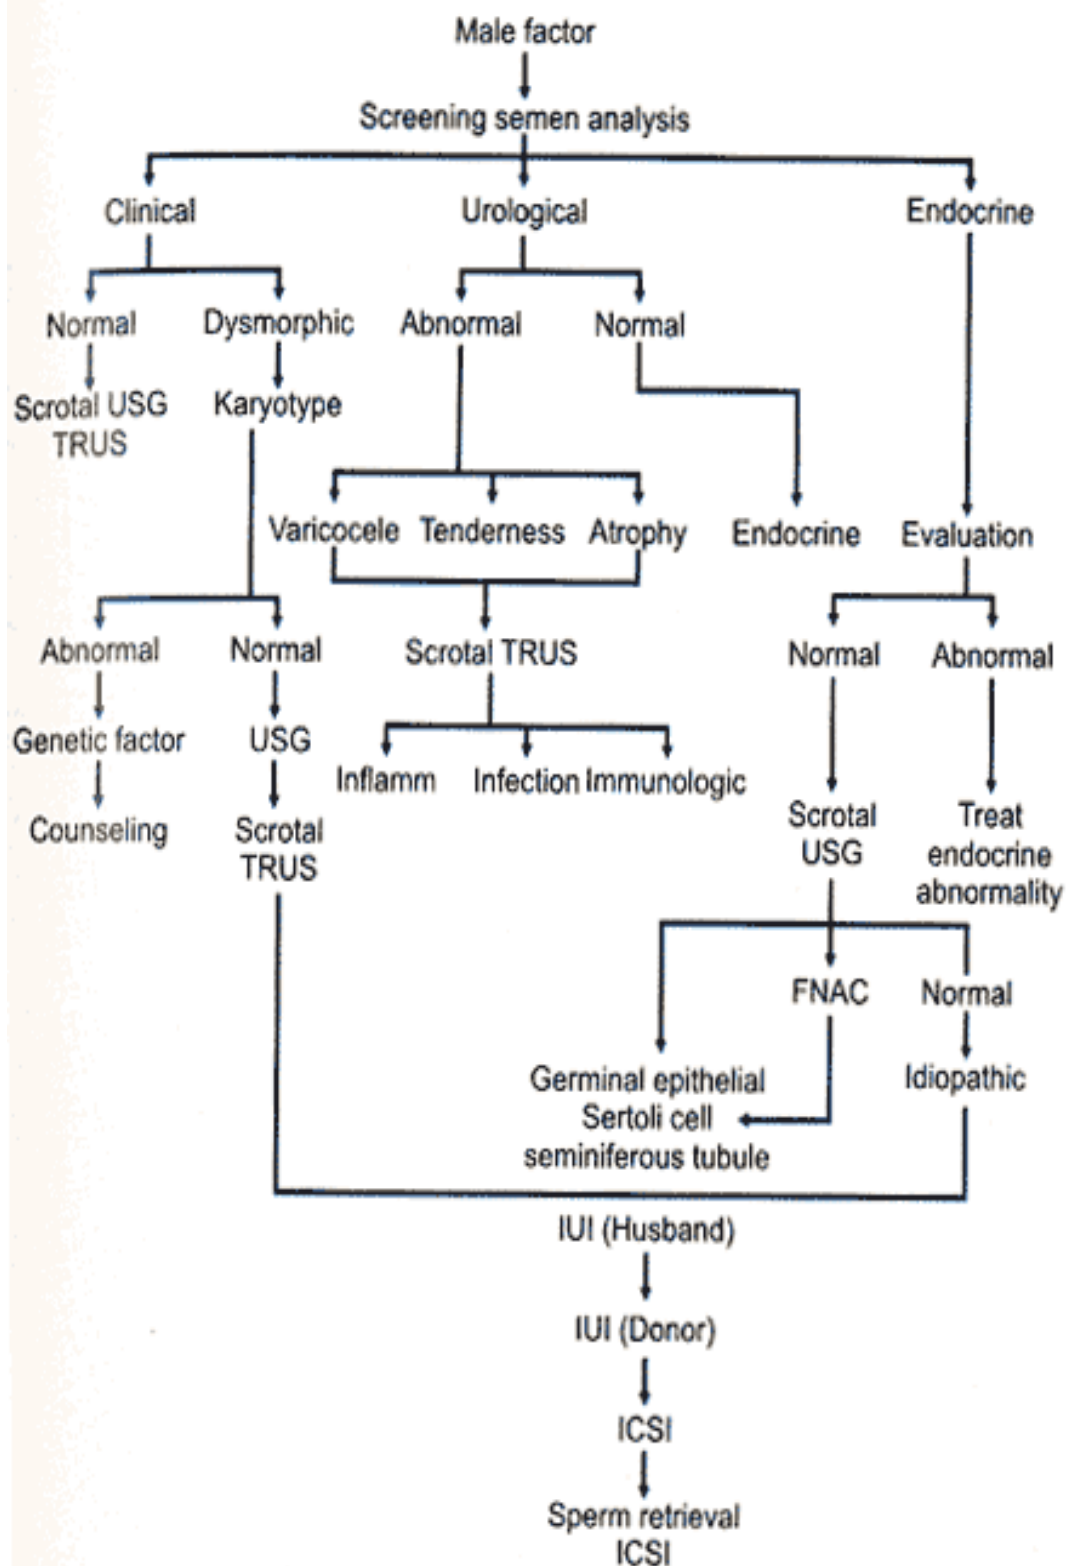 Male factor
Screening semen analysis
Clinical
Urological
Endocrine
Normal
Dysmorphic
Abnormal
Normal
Scrotal USG
TRUS
Karyotype
Varicocele
Tenderness
Atrophy
Endocrine
Evaluation
Abnormal
Normal
Scrotal TRUS
Normal
Abnormal
Genetic factor
USG
Inflamm
Infection
Immunologic
Counseling
Scrotal
TRUS
Scrotal
USG
Treat
endocrine
abnormality
FNAC
Normal
Germinal epithelial
Sertoli cell
seminiferous tubule
Idiopathic
IUI (Husband)
IUI (Donor)
ICSI
Sperm retrieval
ICSI